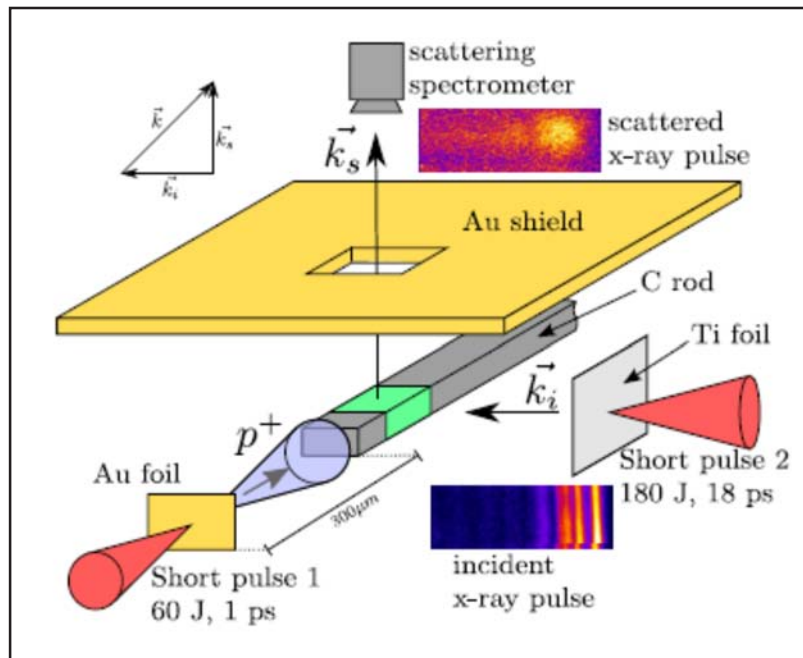 scattering
spectrometer
scattered
x-ray pulse
k⃗
k⃗ₛ
k⃗ᵢ
k⃗ₛ
Au shield
C rod
Ti foil
k⃗ᵢ
p⁺
Au foil
300μm
Short pulse 1
60 J, 1 ps
Short pulse 2
180 J, 18 ps
incident
x-ray pulse